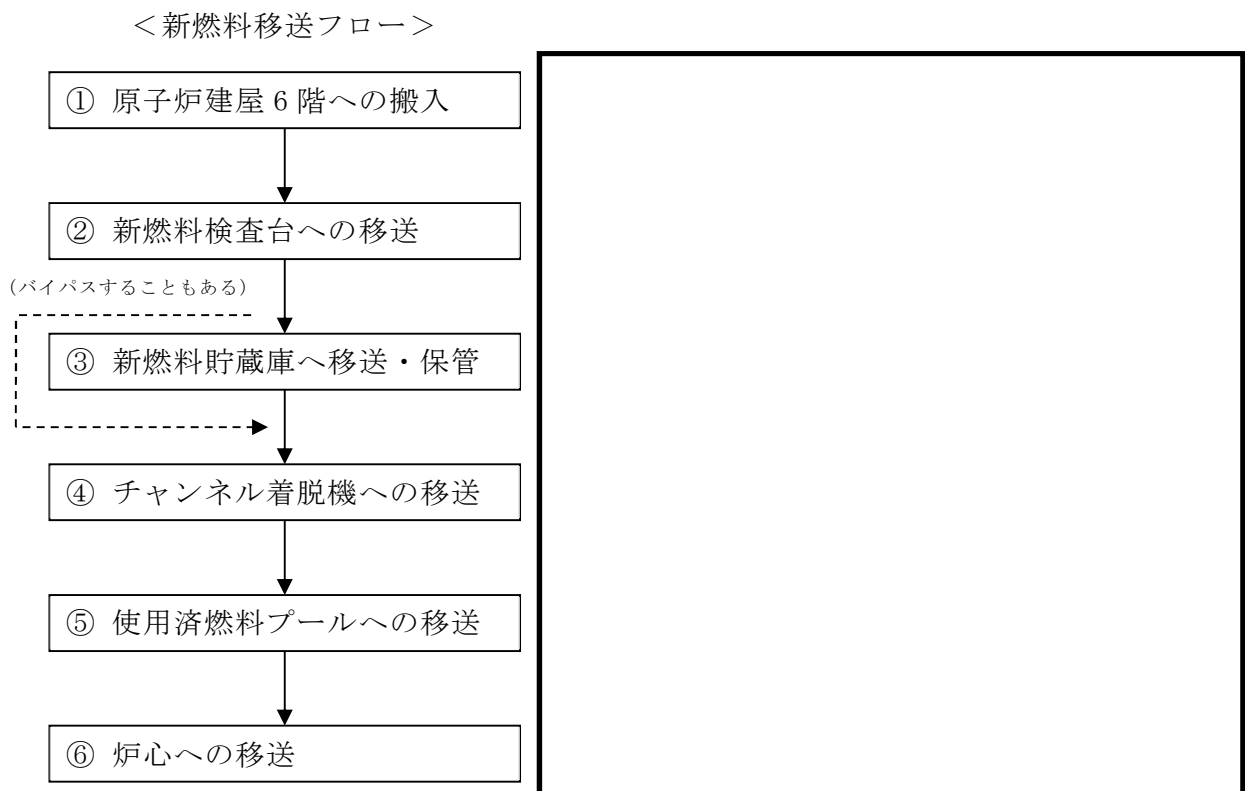 ＜新燃料移送フロー＞
① 原子炉建屋６階への搬入
② 新燃料検査台への移送
（バイパスすることもある）
③ 新燃料貯蔵庫へ移送・保管
④ チャンネル着脱機への移送
⑤ 使用済燃料プールへの移送
⑥ 炉心への移送